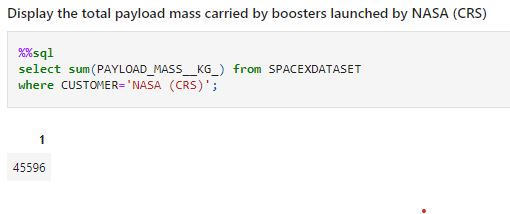 Display the total payload mass carried by boosters launched by NASA (CRS)
%%sql
select sum(PAYLOAD_MASS__KG_) from SPACEXDATASET
where CUSTOMER='NASA (CRS)';
1
45596